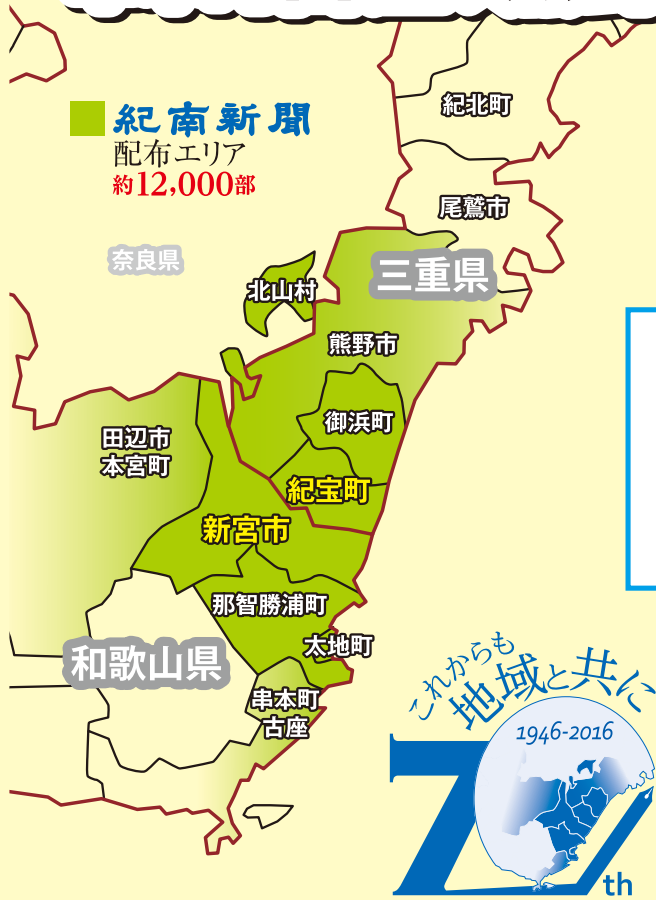 紀南新聞
配布エリア
約12,000部
紀北町
尾鷲市
奈良県
三重県
北山村
熊野市
御浜町
田辺市
本宮町
紀宝町
新宮市
那智勝浦町
太地町
和歌山県
串本町
古座
これからも
地域と共に
1946-2016
70th